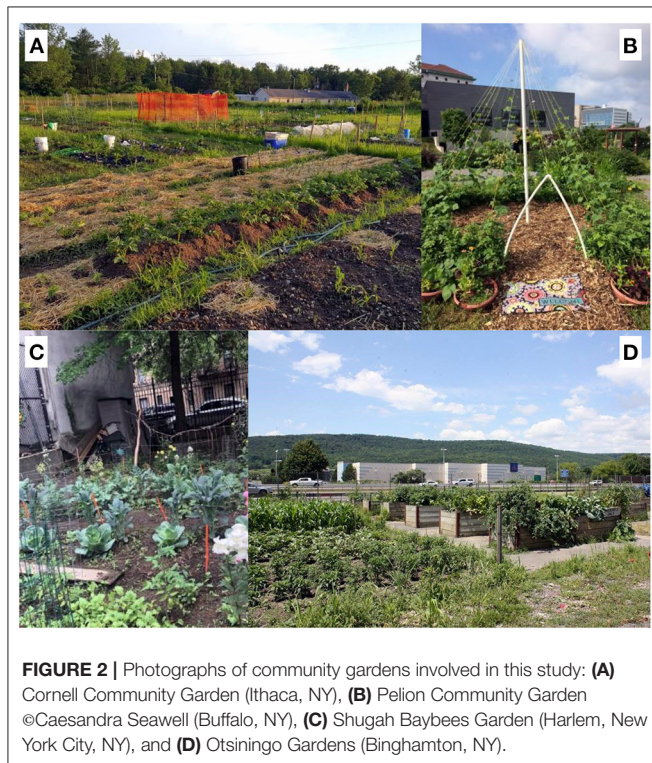 A
B
WELCOME
C
D
FIGURE 2 | Photographs of community gardens involved in this study: (A)
Cornell Community Garden (Ithaca, NY), (B) Pelion Community Garden
©Caesandra Seawell (Buffalo, NY), (C) Shugah Baybees Garden (Harlem, New
York City, NY), and (D) Otsiningo Gardens (Binghamton, NY).